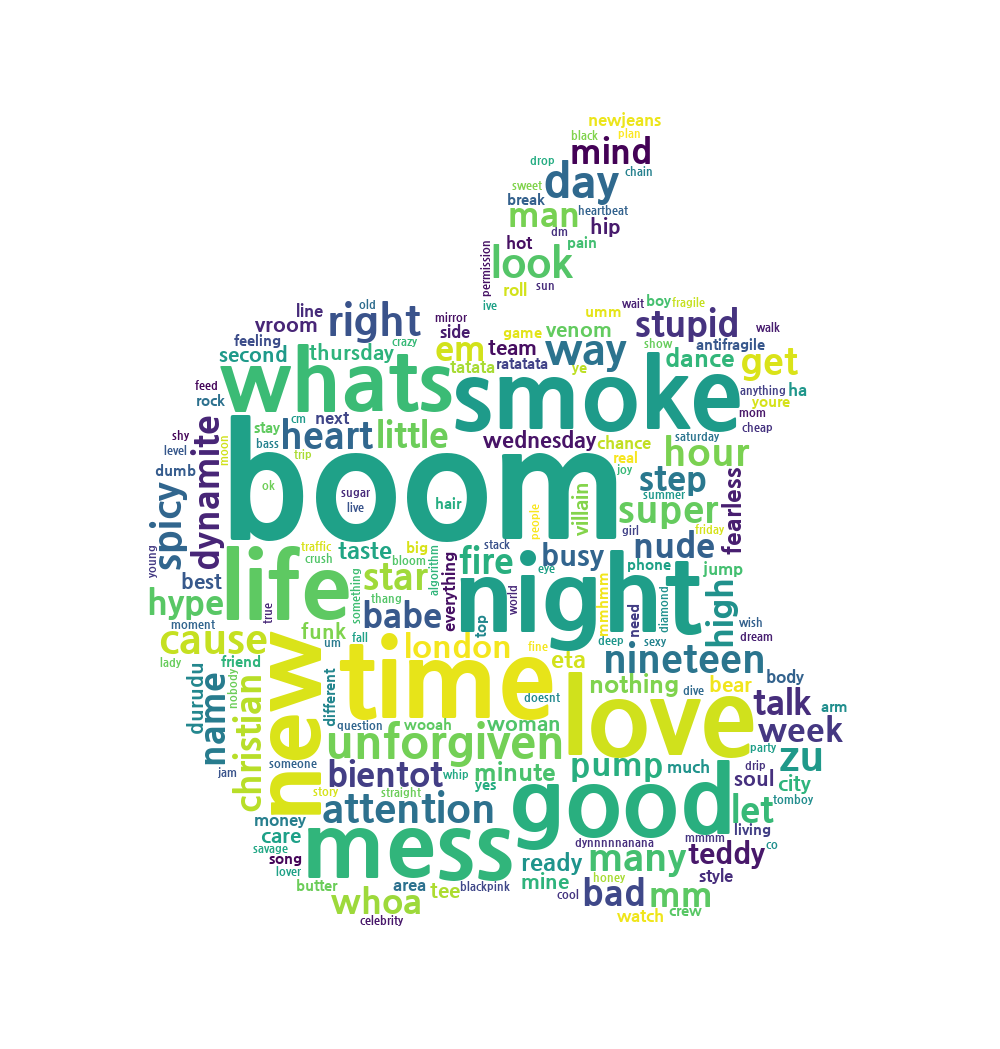 newjeans
black
plan
mind
drop
chain
day
sweet
break
heartbeat
man
dm
hip
hot
pain
permission
look
sun
roll
ive
old
line
right
vroom
feeling
crazy
second
thursday
mirror
side
em
team
game
venom
umm
wait
boy
fragile
stupid
walk
show
antifragile
tatata
ratatata
way
ye
dance
get
feed
rock
whats
smoke
anything
ha
youre
mom
cheap
cm
next
stay
heart
little
wednesday
chance
saturday
hour
shy
level
moon
bass
trip
real
joy
dumb
dynamite
spicy
boom
ok
sugar
live
hair
people
villain
step
summer
super
fearless
girl
friday
young
traffic
crush
taste
big
bloom
algorithm
stack
fire
eye
busy
nude
phone
jump
best
life
something
star
thang
everything
night
world
mmhmm
need
diamond
high
hype
true
babe
top
wish
dream
moment
cause
funk
um
fall
london
fine
eta
deep
sexy
nineteen
lady
friend
nobody
new
time
doesnt
love
nothing
dive
bear
body
durudu
name
christian
different
question
wooah
woman
talk
arm
week
unforgiven
party
zu
jam
someone
bientot
whip
minute
yes
pump
much
drip
soul
city
tomboy
story
straight
attention
good
let
money
care
mess
living
mmmm
co
savage
song
lover
dynnnnnanana
ready
many
teddy
butter
area
tee
blackpink
mine
honey
style
whoa
cool
bad
mm
celebrity
watch
crew